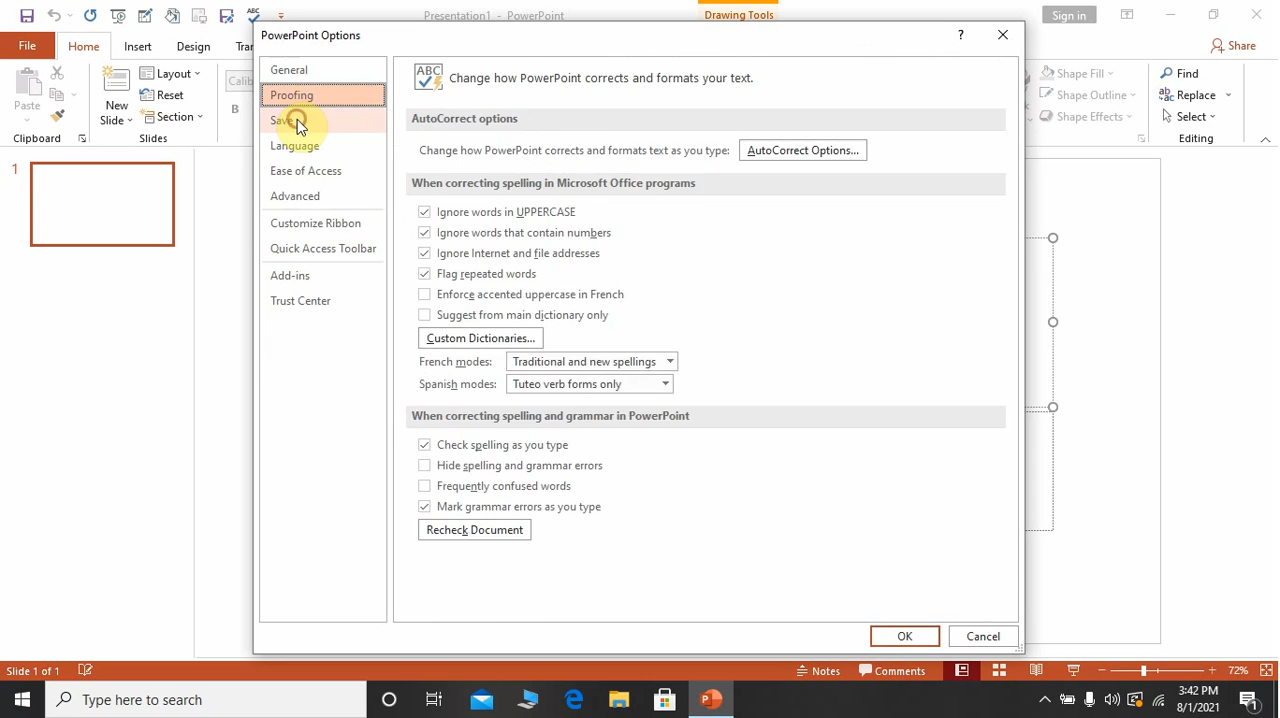 Presentation1 - PowerPoint
Drawing Tools
Sign in
File
Home
Insert
Design
Share
PowerPoint Options
General
Proofing
Save
Language
Ease of Access
Advanced
Customize Ribbon
Quick Access Toolbar
Add-ins
Trust Center
ABC
Change how PowerPoint corrects and formats your text.
AutoCorrect options
Change how PowerPoint corrects and formats text as you type:
AutoCorrect Options...
When correcting spelling in Microsoft Office programs
Ignore words in UPPERCASE
Ignore words that contain numbers
Ignore Internet and file addresses
Flag repeated words
Enforce accented uppercase in French
Suggest from main dictionary only
Custom Dictionaries...
French modes: Traditional and new spellings
Spanish modes: Tuteo verb forms only
When correcting spelling and grammar in PowerPoint
Check spelling as you type
Hide spelling and grammar errors
Frequently confused words
Mark grammar errors as you type
Recheck Document
OK
Cancel
Paste
Clipboard
New
Slide
Layout
Reset
Section
Slides
B
Shape Fill
Shape Outline
Shape Effects
Find
Replace
Select
Editing
1
Slide 1 of 1
Notes
Comments
72%
Type here to search
3:42 PM
8/1/2021
1